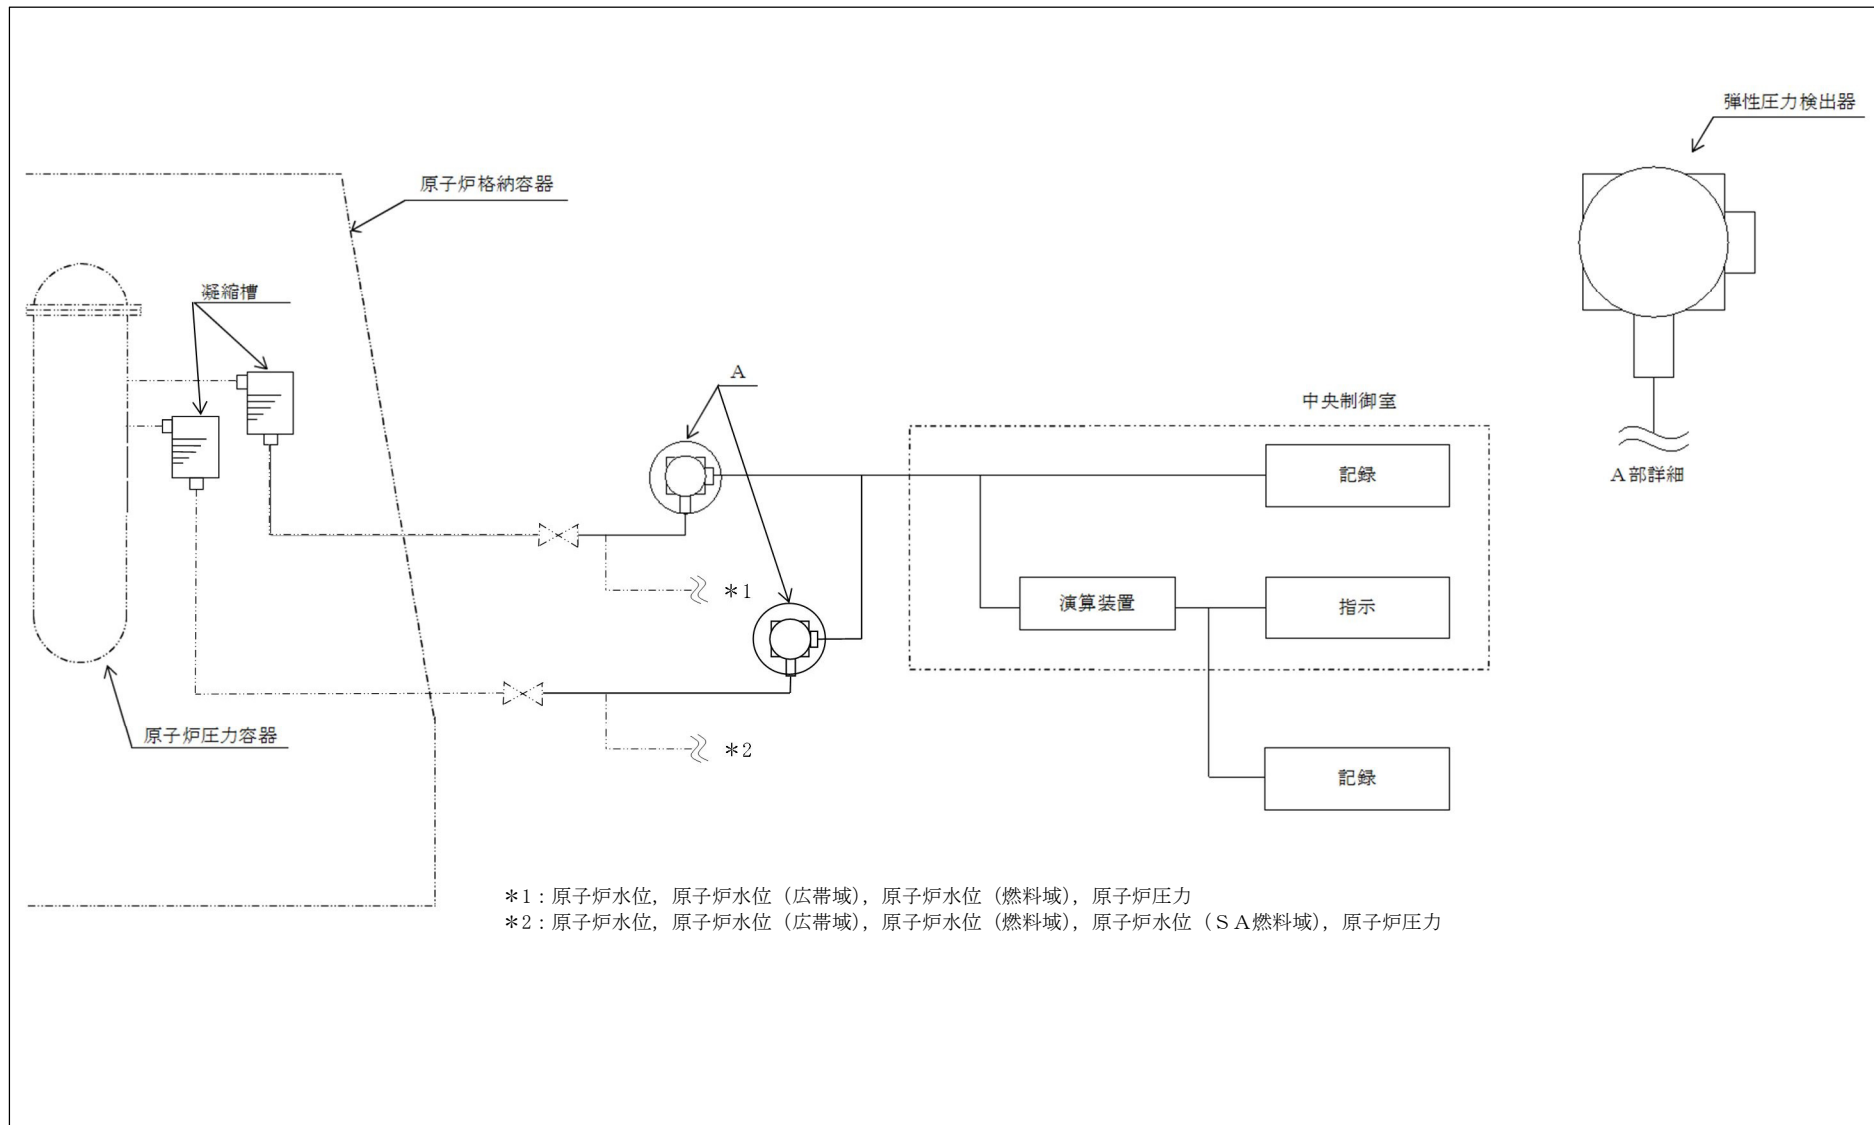 弾性圧力検出器
原子炉格納容器
凝縮槽
A
中央制御室
記録
A部詳細
演算装置
指示
*1
原子炉圧力容器
*2
記録
*1：原子炉水位，原子炉水位（広帯域），原子炉水位（燃料域），原子炉圧力
*2：原子炉水位，原子炉水位（広帯域），原子炉水位（燃料域），原子炉水位（ＳＡ燃料域），原子炉圧力